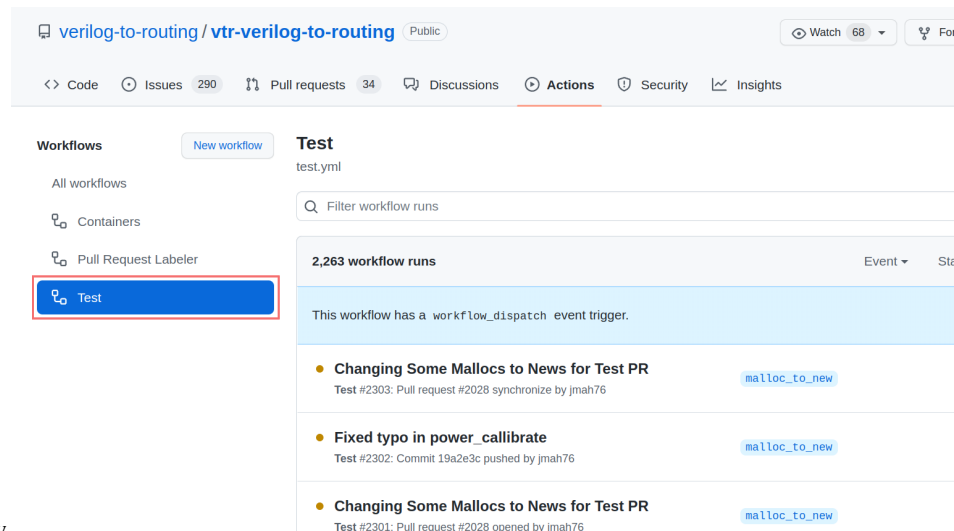 verilog-to-routing / vtr-verilog-to-routing Public
Watch 68
For
Code Issues 290 Pull requests 34 Discussions Actions Security Insights
Workflows
New workflow
All workflows
Containers
Pull Request Labeler
Test
Test
test.yml
Filter workflow runs
2,263 workflow runs
Event
Sta
This workflow has a workflow_dispatch event trigger.
Changing Some Mallocs to News for Test PR
Test #2303: Pull request #2028 synchronize by jmah76
malloc_to_new
Fixed typo in power_callibrate
Test #2302: Commit 19a2e3c pushed by jmah76
malloc_to_new
Changing Some Mallocs to News for Test PR
Test #2301: Pull request #2028 opened by jmah76
malloc_to_new